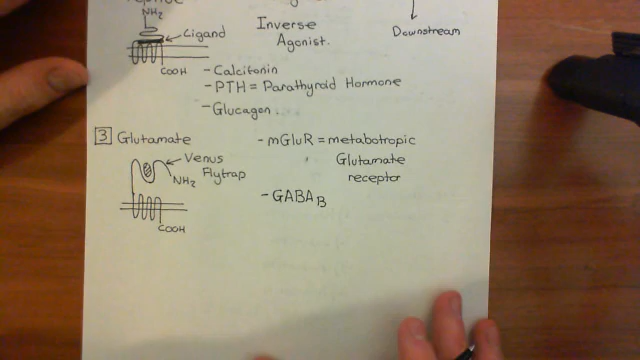 NH2
Ligand
COOH
Inverse
Agonist.
Downstream
- Calcitonin
- PTH = Parathyroid Hormone
- Glucagen
3 Glutamate
Venus
Flytrap
NH2
COOH
- mGluR = metabotropic
Glutamate
receptor
- GABAB